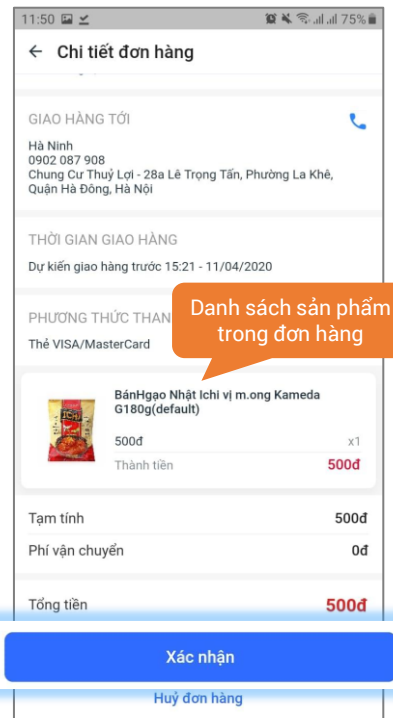 11:50 75%
Chi tiết đơn hàng
GIAO HÀNG TỚI
Hà Ninh
0902 087 908
Chung Cư Thuỷ Lợi - 28a Lê Trọng Tấn, Phường La Khê,
Quận Hà Đông, Hà Nội
THỜI GIAN GIAO HÀNG
Dự kiến giao hàng trước 15:21 - 11/04/2020
PHƯƠNG THỨC THAN
Danh sách sản phẩm
trong đơn hàng
Thẻ VISA/MasterCard
ICHI
BánHgạo Nhật Ichi vị m.ong Kameda
G180g(default)
500đ x1
Thành tiền 500đ
Tạm tính 500đ
Phí vận chuyển 0đ
Tổng tiền 500đ
Xác nhận
Huỷ đơn hàng